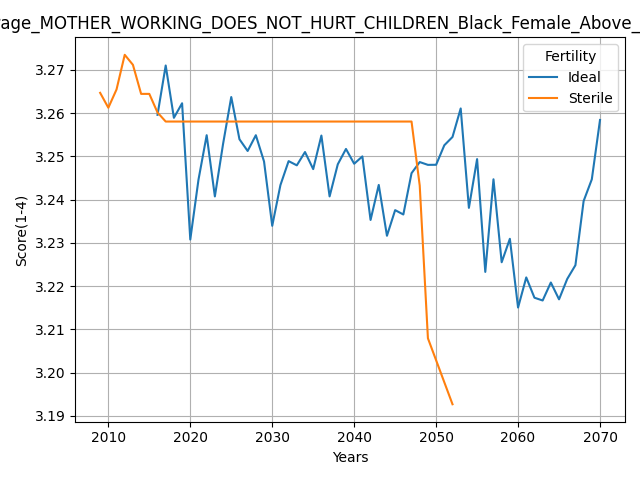 rage_MOTHER_WORKING_DOES_NOT_HURT_CHILDREN_Black_Female_Above_
Fertility
Ideal
Sterile
3.27
3.26
3.25
3.24
3.23
3.22
3.21
3.20
3.19
Score(1-4)
2010 2020 2030 2040 2050 2060 2070
Years